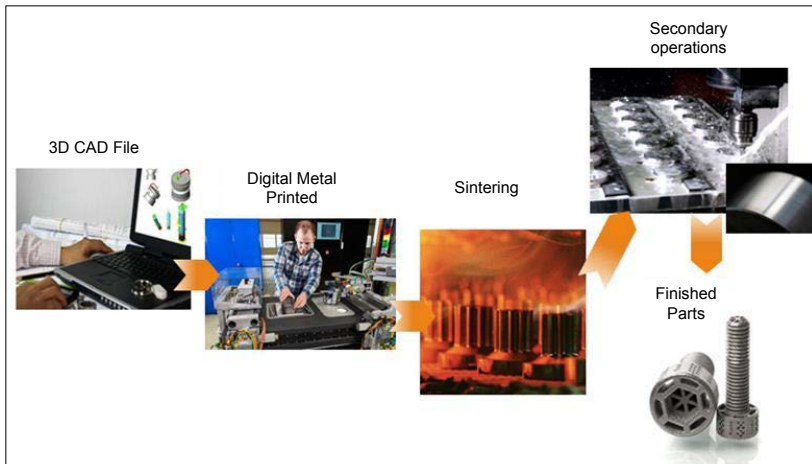 3D CAD File
Digital Metal
Printed
Sintering
Secondary
operations
Finished
Parts